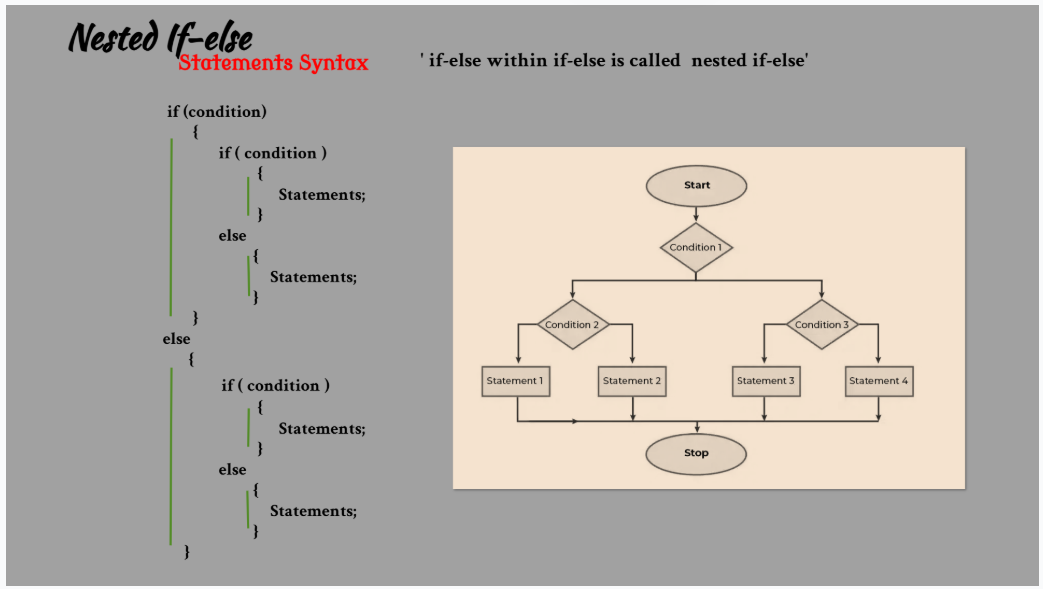 Nested If-else
Statements Syntax
' if-else within if-else is called nested if-else'
if (condition)
{
if ( condition )
{
Statements;
}
else
{
Statements;
}
}
else
{
if ( condition )
{
Statements;
}
else
{
Statements;
}
}
Start
Condition 1
Condition 2
Condition 3
Statement 1
Statement 2
Statement 3
Statement 4
Stop